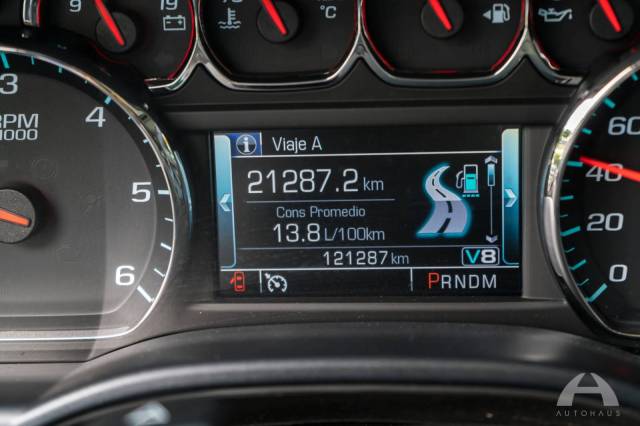 9 19
3
RPM
x1000
4
5
6
Viaje A
21287.2 km
Cons Promedio
13.8 L/100km
121287 km
V8
PRNDM
60
40
20
0
AUTOHAUS